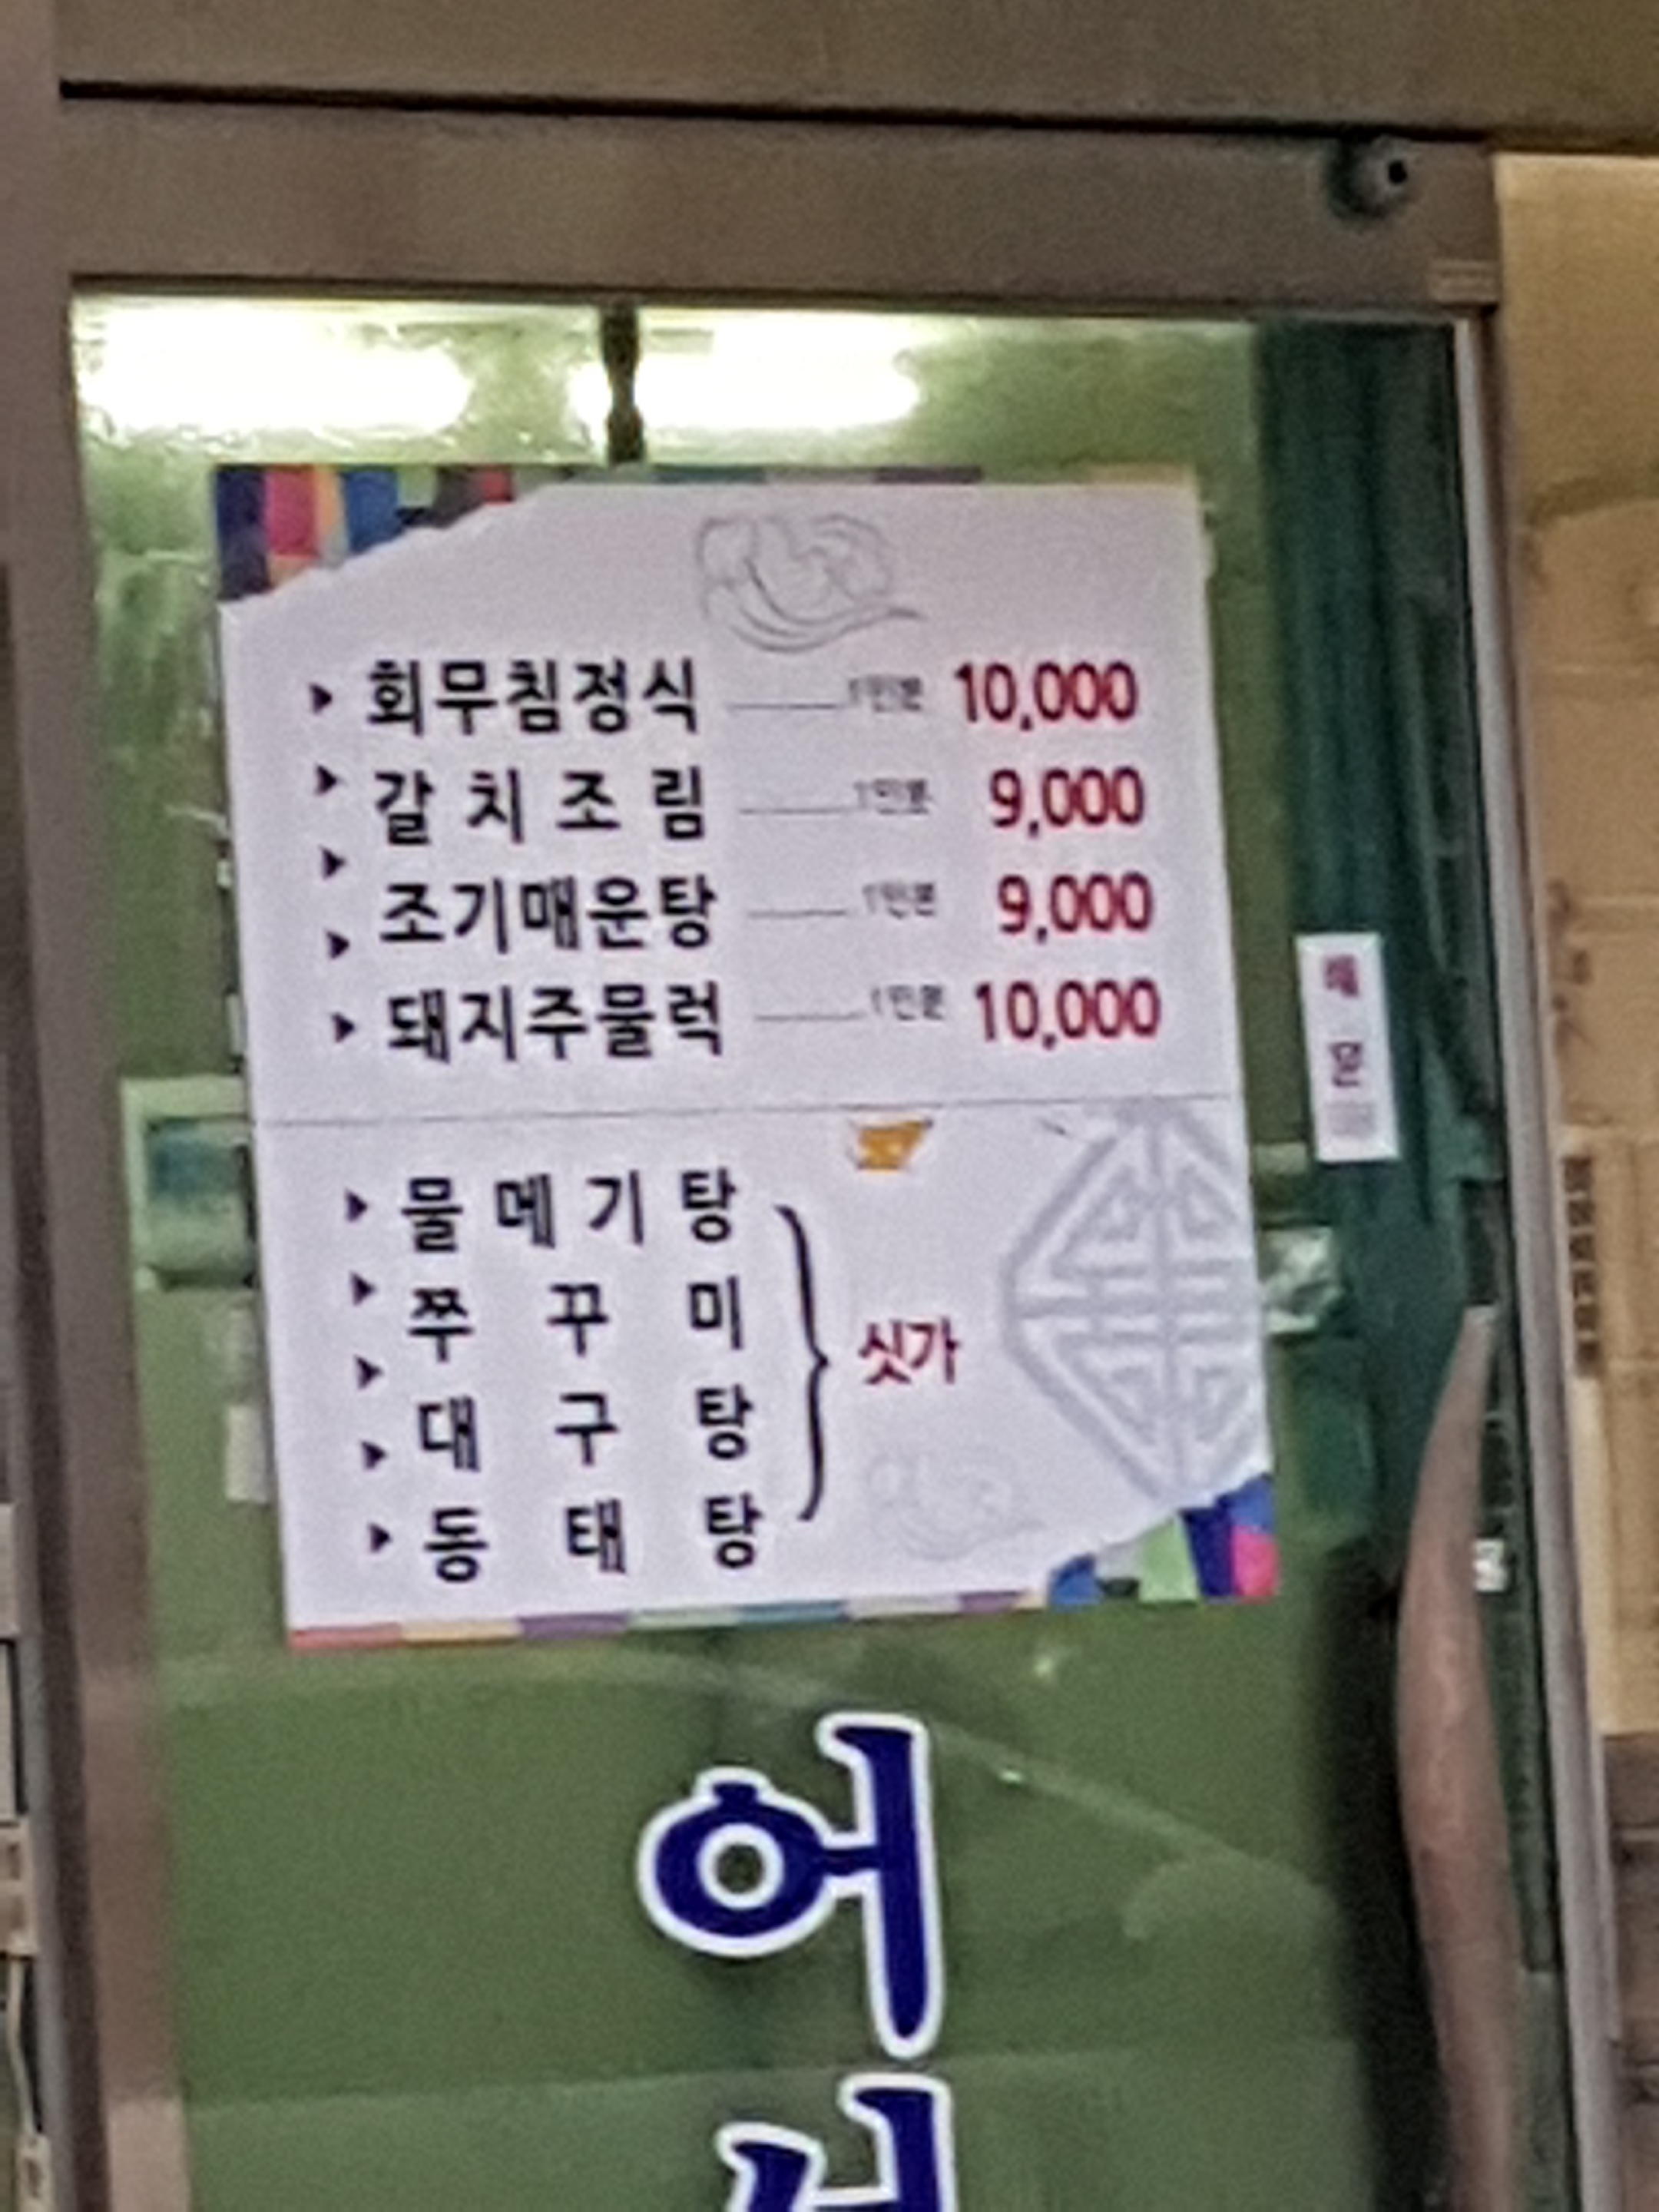 회무침정식 1인분 10,000
갈치조림 1인분 9,000
조기매운탕 1인분 9,000
돼지주물럭 1인분 10,000
물메기탕
쭈꾸미
대구탕
동태탕
싯가
어